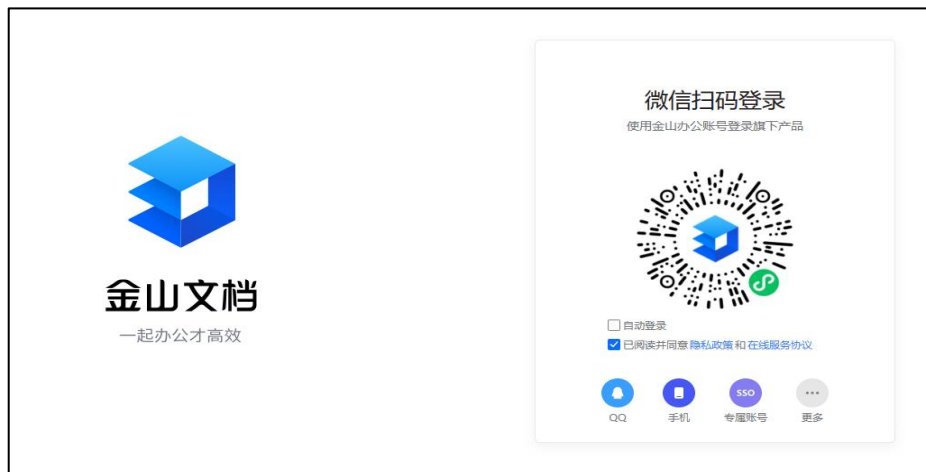 金山文档
一起办公才高效
微信扫码登录
使用金山办公账号登录旗下产品
自动登录
已阅读并同意 隐私政策 和 在线服务协议
SSO
QQ 手机 专属账号 更多